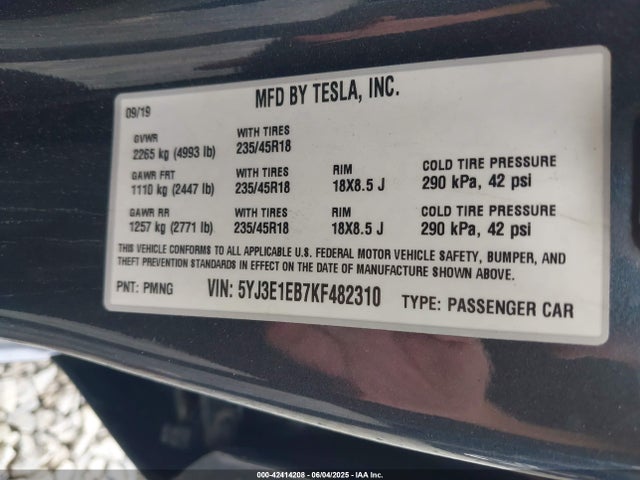 MFD BY TESLA, INC.
09/19
GVWR WITH TIRES
2265 kg (4993 lb) 235/45R18
GAWR FRT WITH TIRES RIM COLD TIRE PRESSURE
1110 kg (2447 lb) 235/45R18 18X8.5 J 290 kPa, 42 psi
GAWR RR WITH TIRES RIM COLD TIRE PRESSURE
1257 kg (2771 lb) 235/45R18 18X8.5 J 290 kPa, 42 psi
THIS VEHICLE CONFORMS TO ALL APPLICABLE U.S. FEDERAL MOTOR VEHICLE SAFETY, BUMPER, AND
THEFT PREVENTION STANDARDS IN EFFECT ON THE DATE OF MANUFACTURE SHOWN ABOVE.
PNT: PMNG VIN: 5YJ3E1EB7KF482310 TYPE: PASSENGER CAR
000-42414208 - 06/04/2025 - IAA Inc.